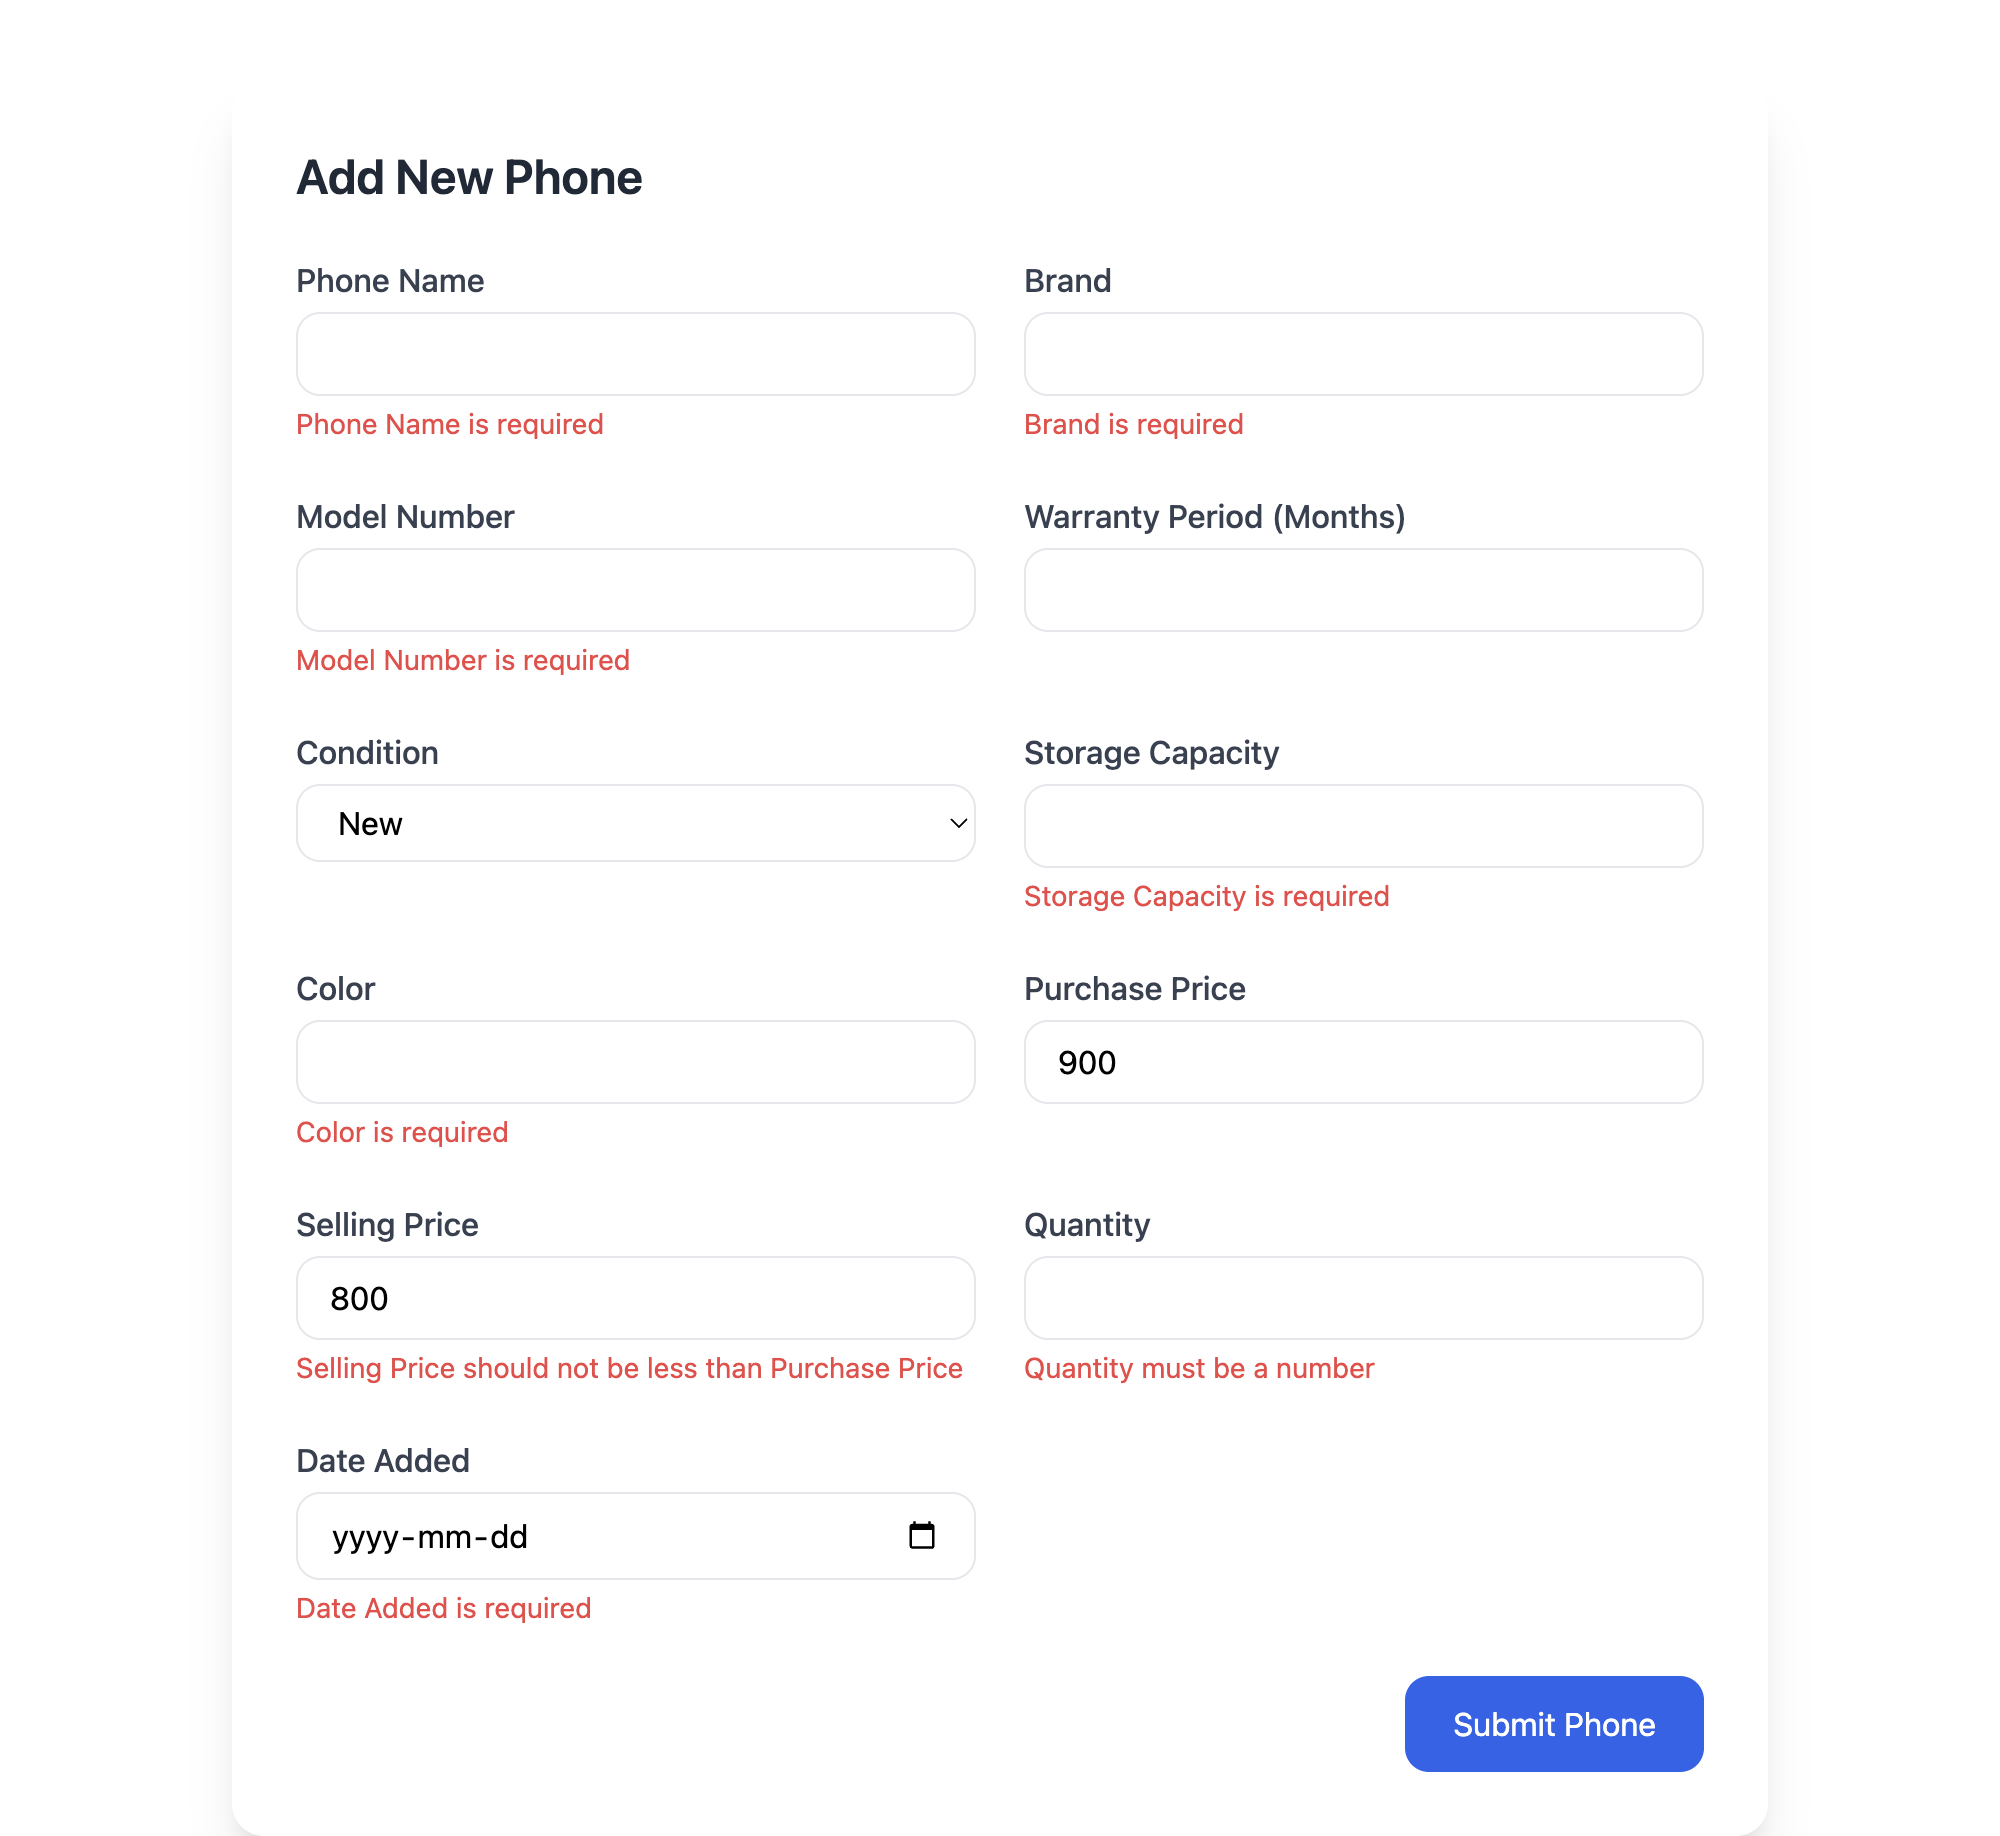 Add New Phone
Phone Name
Phone Name is required
Brand
Brand is required
Model Number
Model Number is required
Warranty Period (Months)
Condition
New
Storage Capacity
Storage Capacity is required
Color
Color is required
Purchase Price
900
Selling Price
800
Selling Price should not be less than Purchase Price
Quantity
Quantity must be a number
Date Added
yyyy-mm-dd
Date Added is required
Submit Phone